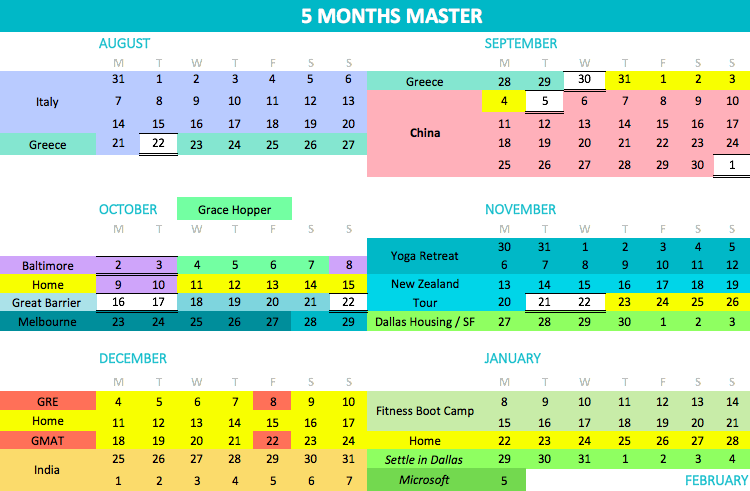 5 MONTHS MASTER
AUGUST
M T W T F S S
31 1 2 3 4 5 6
Italy
7 8 9 10 11 12 13
14 15 16 17 18 19 20
Greece 21 22 23 24 25 26 27
SEPTEMBER
M T W T F S S
Greece 28 29 30 31 1 2 3
4 5 6 7 8 9 10
China
11 12 13 14 15 16 17
18 19 20 21 22 23 24
25 26 27 28 29 30 1
OCTOBER Grace Hopper
M T W T F S S
Baltimore 2 3 4 5 6 7 8
Home 9 10 11 12 13 14 15
Great Barrier 16 17 18 19 20 21 22
Melbourne 23 24 25 26 27 28 29
NOVEMBER
M T W T F S S
30 31 1 2 3 4 5
Yoga Retreat
6 7 8 9 10 11 12
New Zealand 13 14 15 16 17 18 19
Tour 20 21 22 23 24 25 26
Dallas Housing / SF 27 28 29 30 1 2 3
DECEMBER
M T W T F S S
GRE 4 5 6 7 8 9 10
Home 11 12 13 14 15 16 17
GMAT 18 19 20 21 22 23 24
25 26 27 28 29 30 31
India
1 2 3 4 5 6 7
JANUARY
M T W T F S S
8 9 10 11 12 13 14
Fitness Boot Camp
15 16 17 18 19 20 21
Home 22 23 24 25 26 27 28
Settle in Dallas 29 30 31 1 2 3 4
Microsoft 5 FEBRUARY